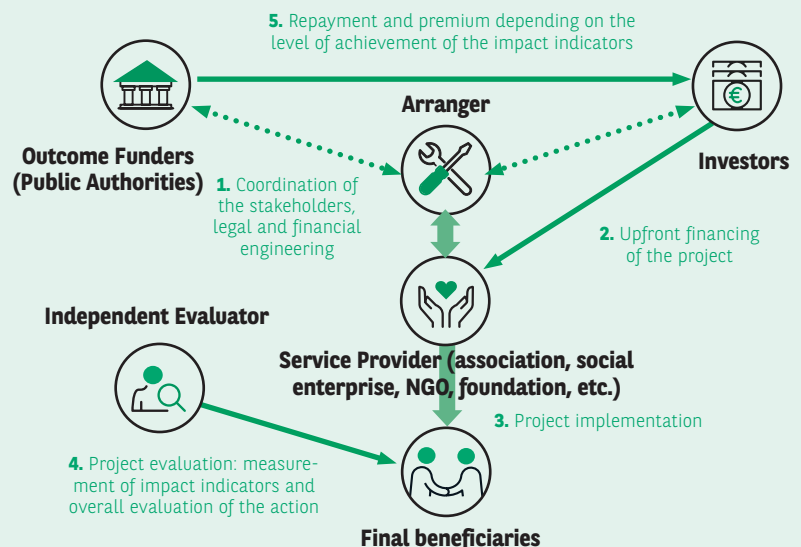 5. Repayment and premium depending on the
level of achievement of the impact indicators
Arranger
Outcome Funders
(Public Authorities)
Investors
1. Coordination of
the stakeholders,
legal and financial
engineering
2. Upfront financing
of the project
Independent Evaluator
Service Provider (association, social
enterprise, NGO, foundation, etc.)
3. Project implementation
4. Project evaluation: measure-
ment of impact indicators and
overall evaluation of the action
Final beneficiaries
€